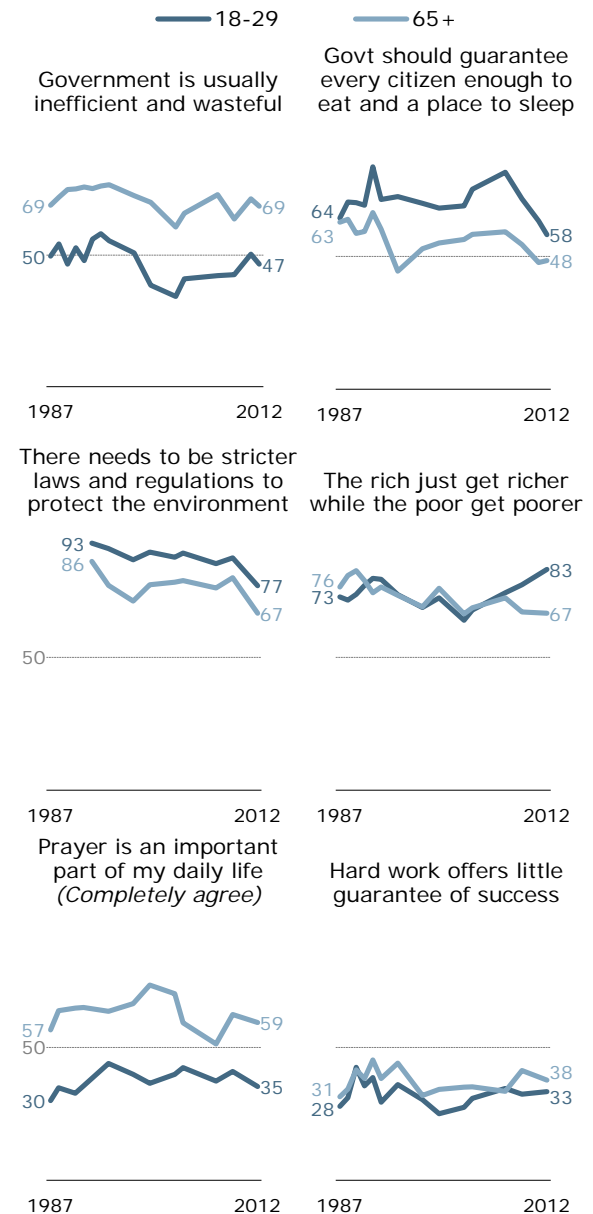 18-29 65+
Government is usually
inefficient and wasteful
69 69
50 47
1987 2012
Govt should guarantee
every citizen enough to
eat and a place to sleep
64
63
58
48
1987 2012
There needs to be stricter
laws and regulations to
protect the environment
93
86
77
67
50
1987 2012
The rich just get richer
while the poor get poorer
76
73
83
67
1987 2012
Prayer is an important
part of my daily life
(Completely agree)
57 59
50
30 35
1987 2012
Hard work offers little
guarantee of success
31 38
28 33
1987 2012